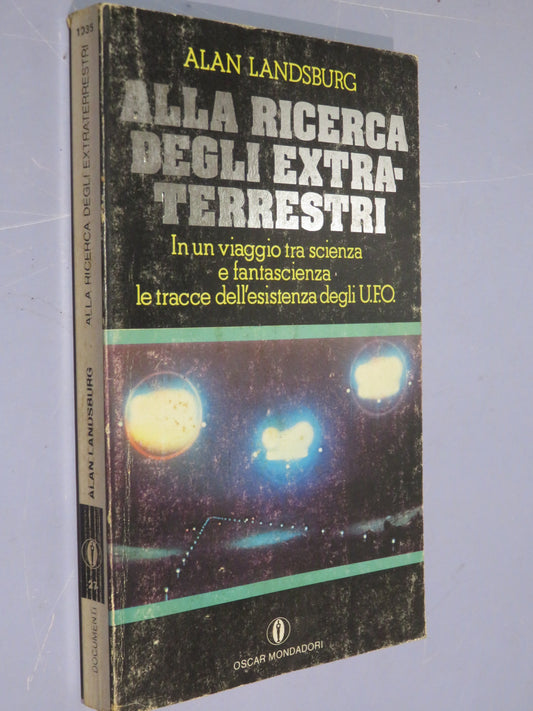 ALAN LANDSBURG
ALLA RICERCA
DEGLI EXTRA-
TERRESTRI
In un viaggio tra scienza
e fantascienza
le tracce dell'esistenza degli U.F.O.
OSCAR MONDADORI
1035
ALLA RICERCA DEGLI EXTRATERRESTRI
ALAN LANDSBURG
DOCUMENTI